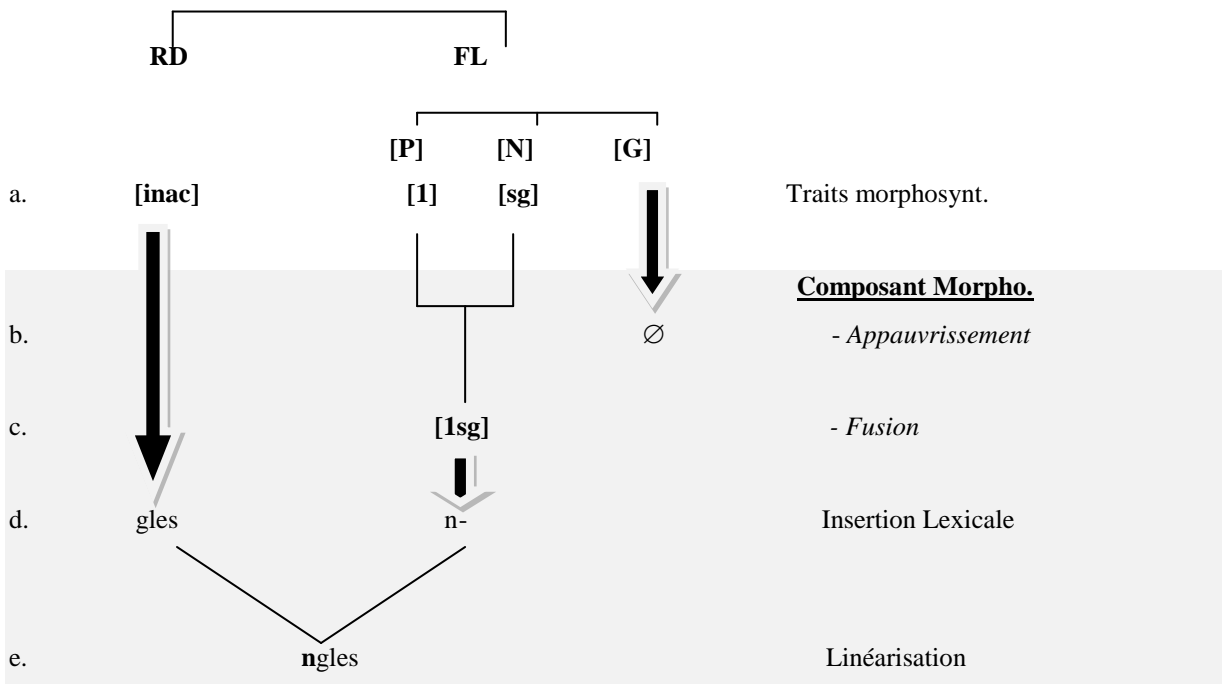 RD FL
[P] [N] [G]
a. [inac] [1] [sg] Traits morphosynt.
Composant Morpho.
b. ∅ - Appauvrissement
c. [1sg] - Fusion
d. gles n- Insertion Lexicale
e. ngles Linéarisation